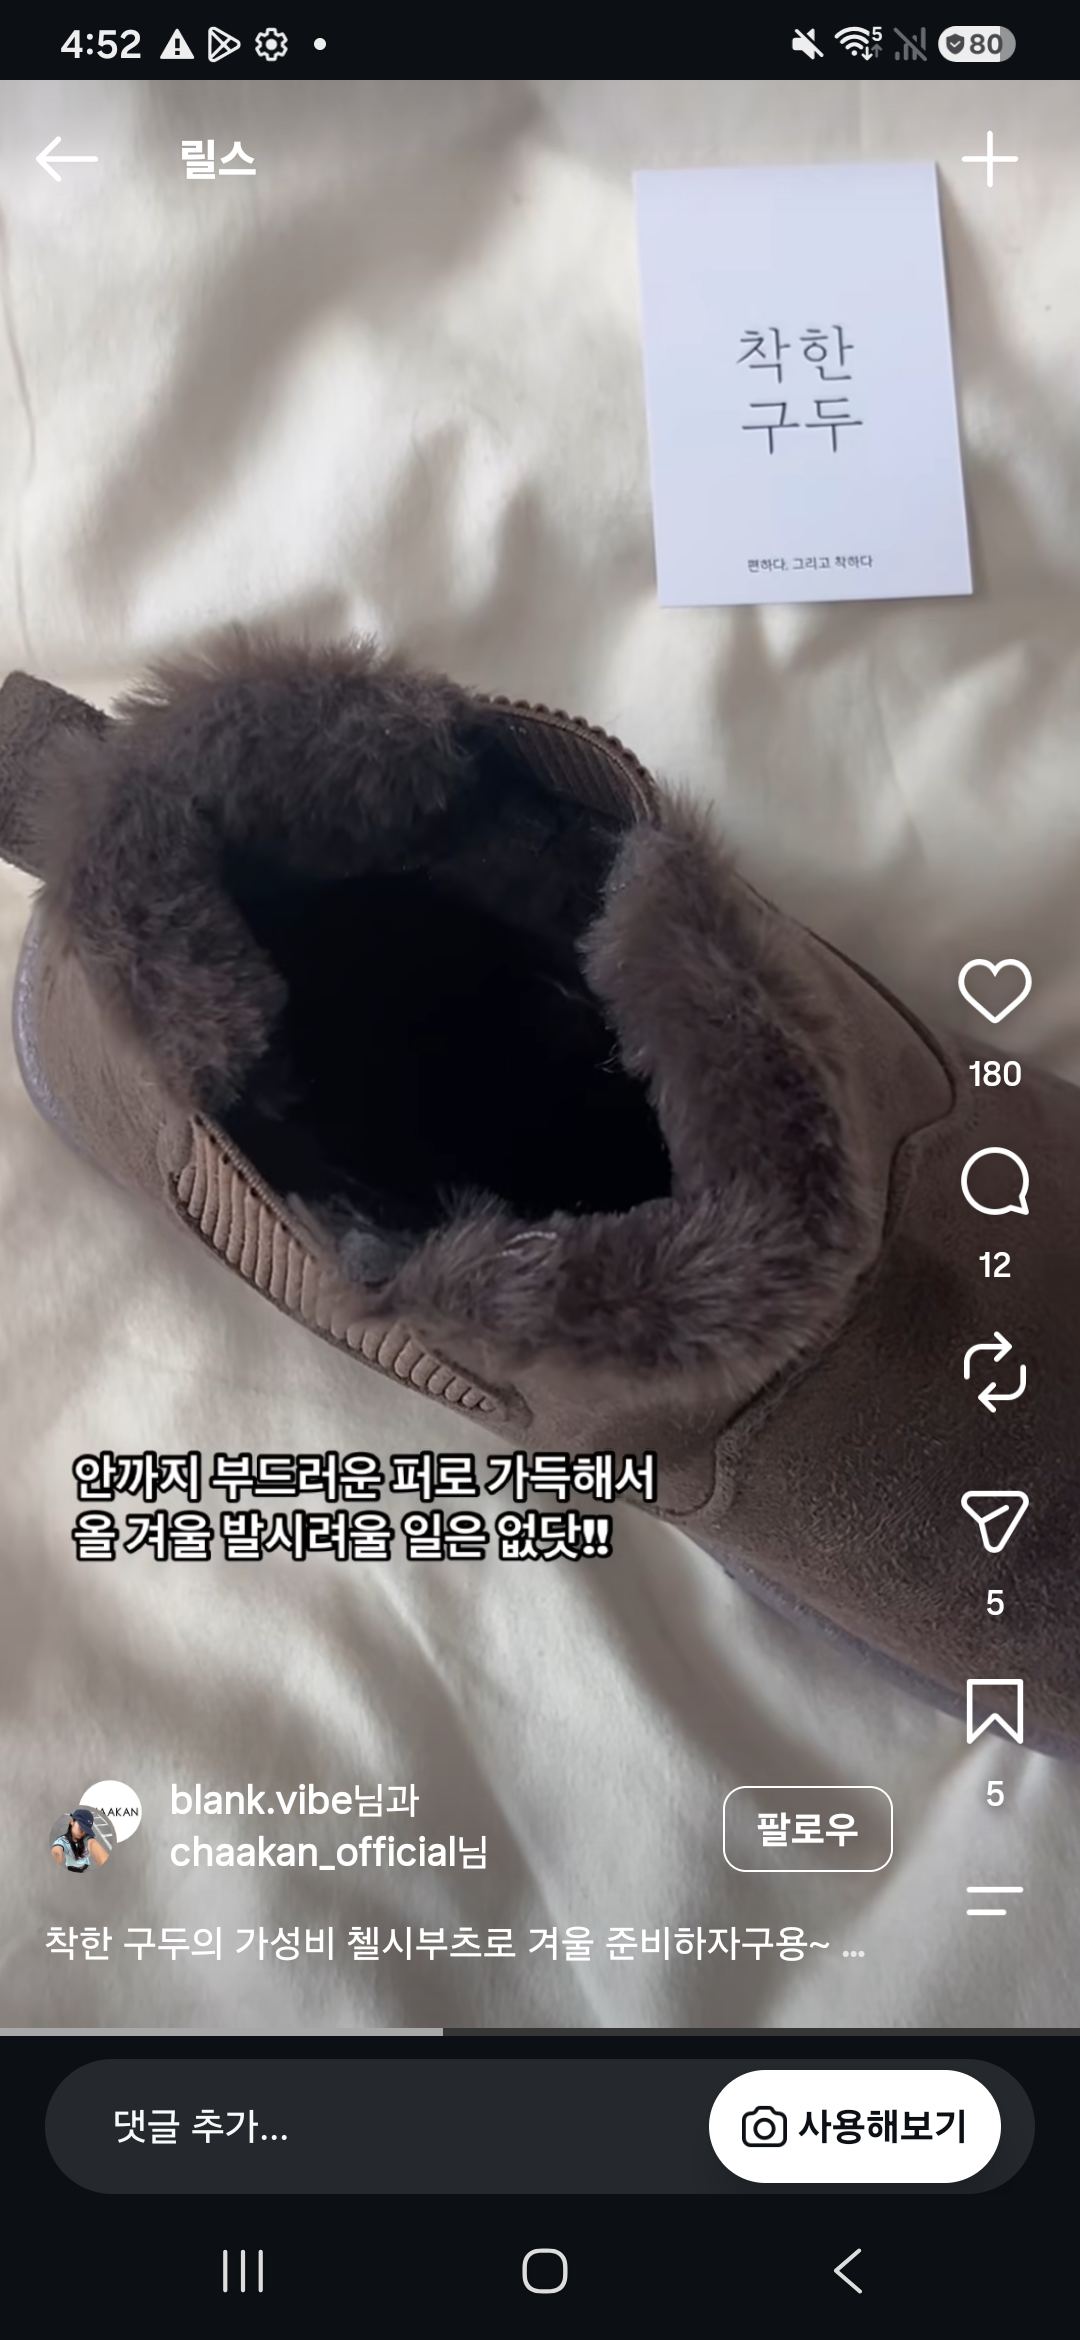 4:52
5
80
릴스
착한
구두
편하다. 그리고 착하다
180
12
안까지 부드러운 퍼로 가득해서
올 겨울 발시려울 일은 없닷!!
5
AAKAN
blank.vibe님과
chaakan_official님
팔로우
5
착한 구두의 가성비 첼시부츠로 겨울 준비하자구용~ ...
댓글 추가...
사용해보기